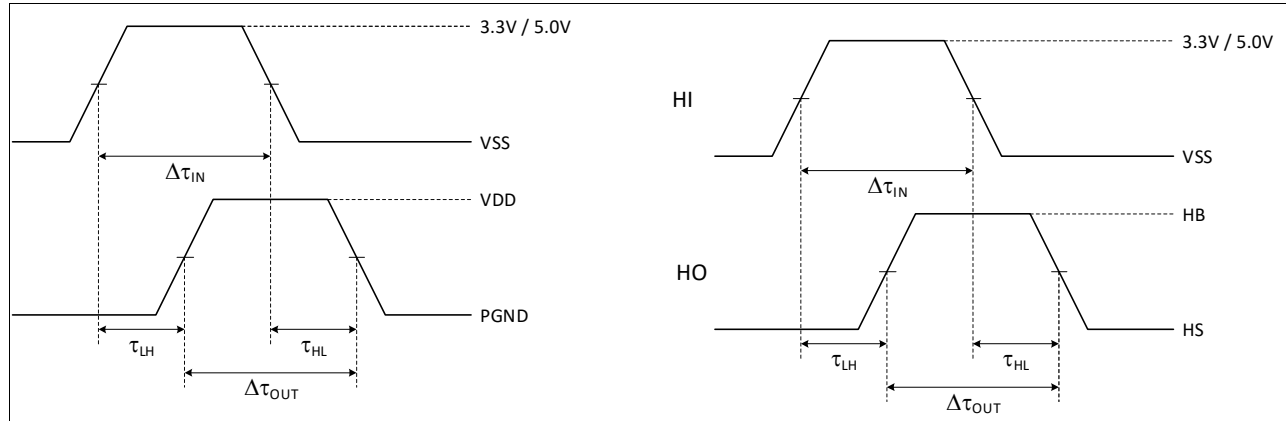 3.3V / 5.0V
VSS
ΔτIN
VDD
PGND
τLH
τHL
ΔτOUT
3.3V / 5.0V
HI
VSS
ΔτIN
HB
HO
HS
τLH
τHL
ΔτOUT